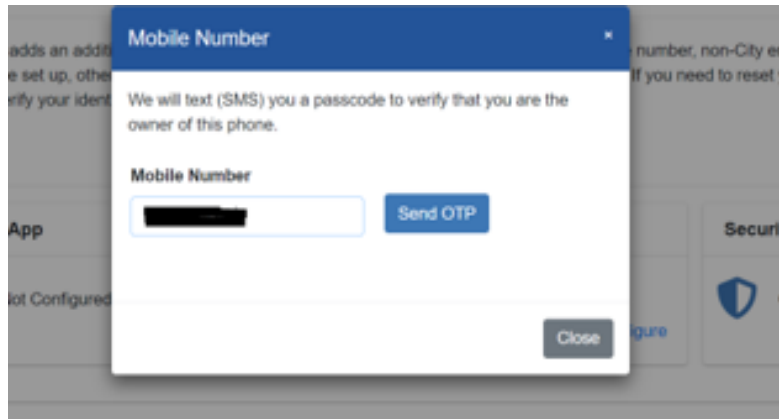 Mobile Number ×
adds an addit
number, non-City e
e set up, othe
If you need to reset
erify your ident
We will text (SMS) you a passcode to verify that you are the
owner of this phone.
Mobile Number
Send OTP
App
Securi
Not Configured
Close
igure